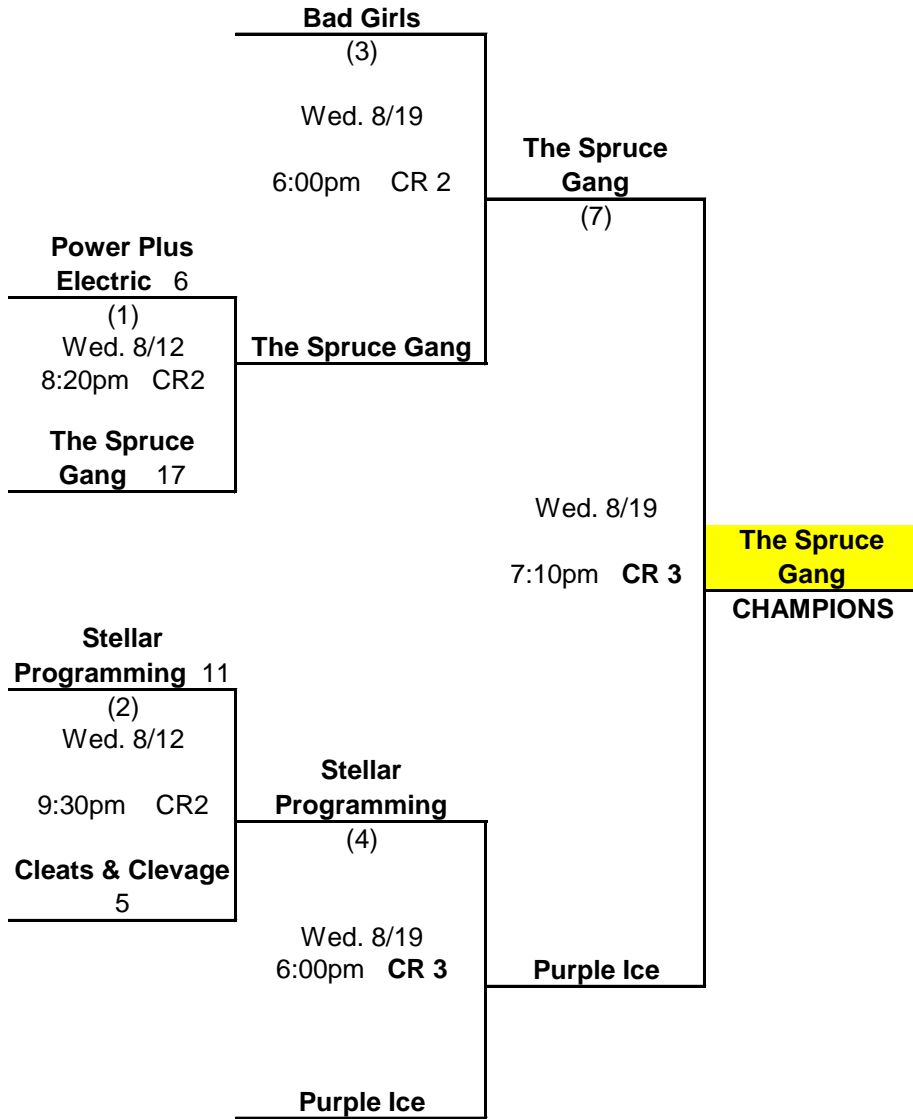 Bad Girls
(3)
Wed. 8/19
6:00pm CR 2
The Spruce
Gang
(7)
Power Plus
Electric 6
(1)
Wed. 8/12
8:20pm CR2
The Spruce Gang
The Spruce
Gang 17
Wed. 8/19
7:10pm CR 3
The Spruce
Gang
CHAMPIONS
Stellar
Programming 11
(2)
Wed. 8/12
9:30pm CR2
Stellar
Programming
(4)
Cleats & Clevage
5
Wed. 8/19
6:00pm CR 3
Purple Ice
Purple Ice